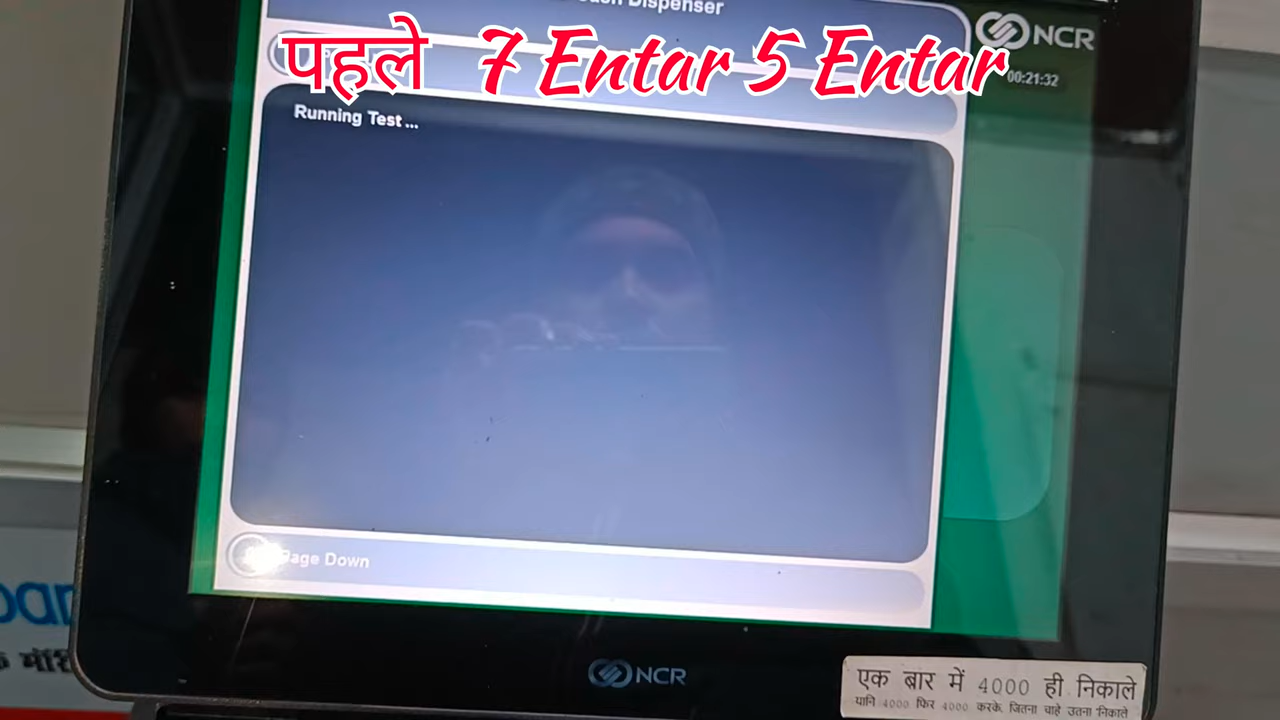 Dispenser
NCR
पहले 7 Entar 5 Entar
00:21:32
Running Test ...
Page Down
NCR
एक बार में 4000 ही निकाले
यानि 4000 फिर 4000 करके जितना चाहे उतना निकाले